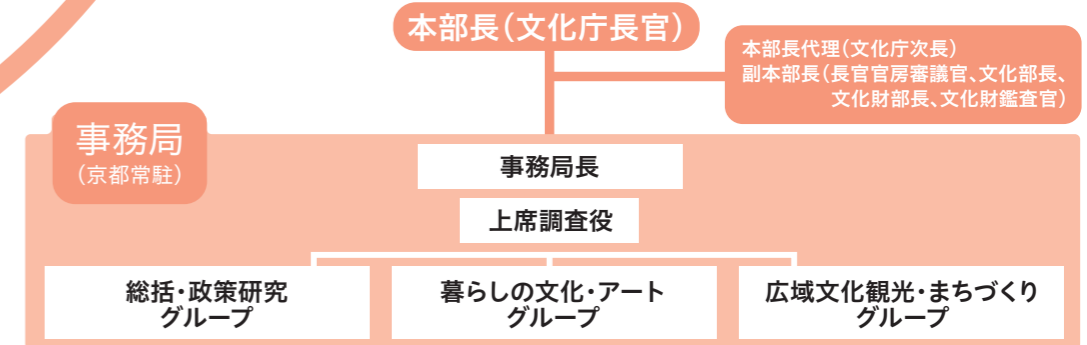 本部長（文化庁長官）
本部長代理（文化庁次長）
副本部長（長官官房審議官、文化部長、
文化財部長、文化財鑑査官）
事務局
（京都常駐）
事務局長
上席調査役
総括・政策研究
グループ
暮らしの文化・アート
グループ
広域文化観光・まちづくり
グループ